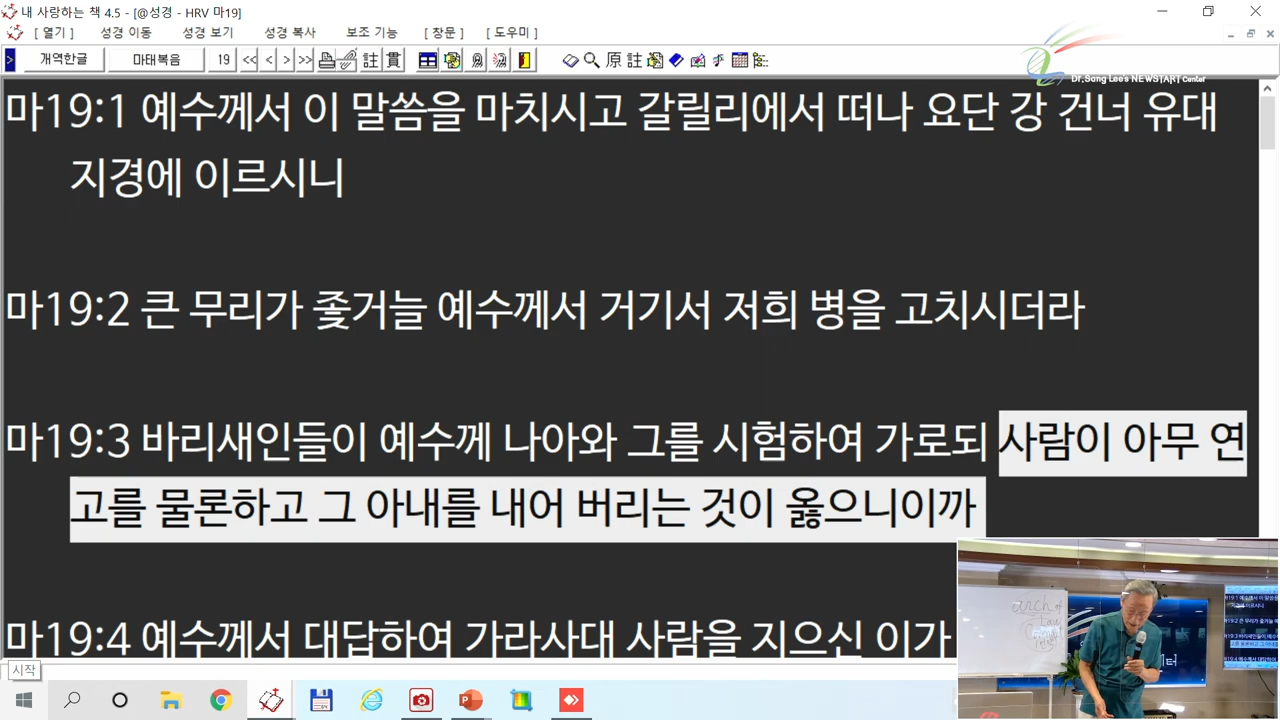 내 사랑하는 책 4.5 - [@성경 - HRV 마19]
[ 열기 ] 성경 이동 성경 보기 성경 복사 보조 기능 [ 창문 ] [ 도우미 ]
개역한글 마태복음 19 << < > >> 註 貫 原 註
Dr. Sang Lee's NEWSTART Center
마19:1 예수께서 이 말씀을 마치시고 갈릴리에서 떠나 요단 강 건너 유대
지경에 이르시니
마19:2 큰 무리가 좇거늘 예수께서 거기서 저희 병을 고치시더라
마19:3 바리새인들이 예수께 나아와 그를 시험하여 가로되 사람이 아무 연
고를 물론하고 그 아내를 내어 버리는 것이 옳으니이까
마19:4 예수께서 대답하여 가라사대 사람을 지으신 이가
시작